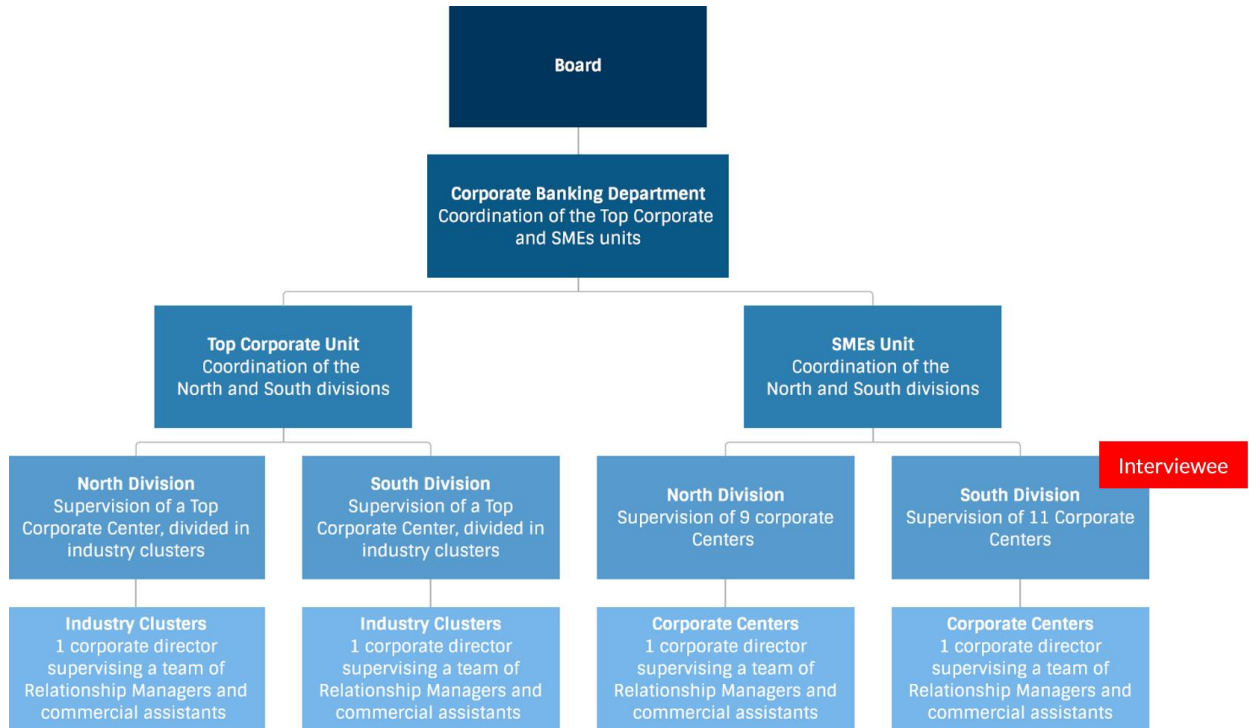 Board
Corporate Banking Department
Coordination of the Top Corporate
and SMEs units
Top Corporate Unit
Coordination of the
North and South divisions
SMEs Unit
Coordination of the
North and South divisions
North Division
Supervision of a Top
Corporate Center, divided in
industry clusters
South Division
Supervision of a Top
Corporate Center, divided in
industry clusters
North Division
Supervision of 9 corporate
Centers
Interviewee
South Division
Supervision of 11 Corporate
Centers
Industry Clusters
1 corporate director
supervising a team of
Relationship Managers and
commercial assistants
Industry Clusters
1 corporate director
supervising a team of
Relationship Managers and
commercial assistants
Corporate Centers
1 corporate director
supervising a team of
Relationship Managers and
commercial assistants
Corporate Centers
1 corporate director
supervising a team of
Relationship Managers and
commercial assistants